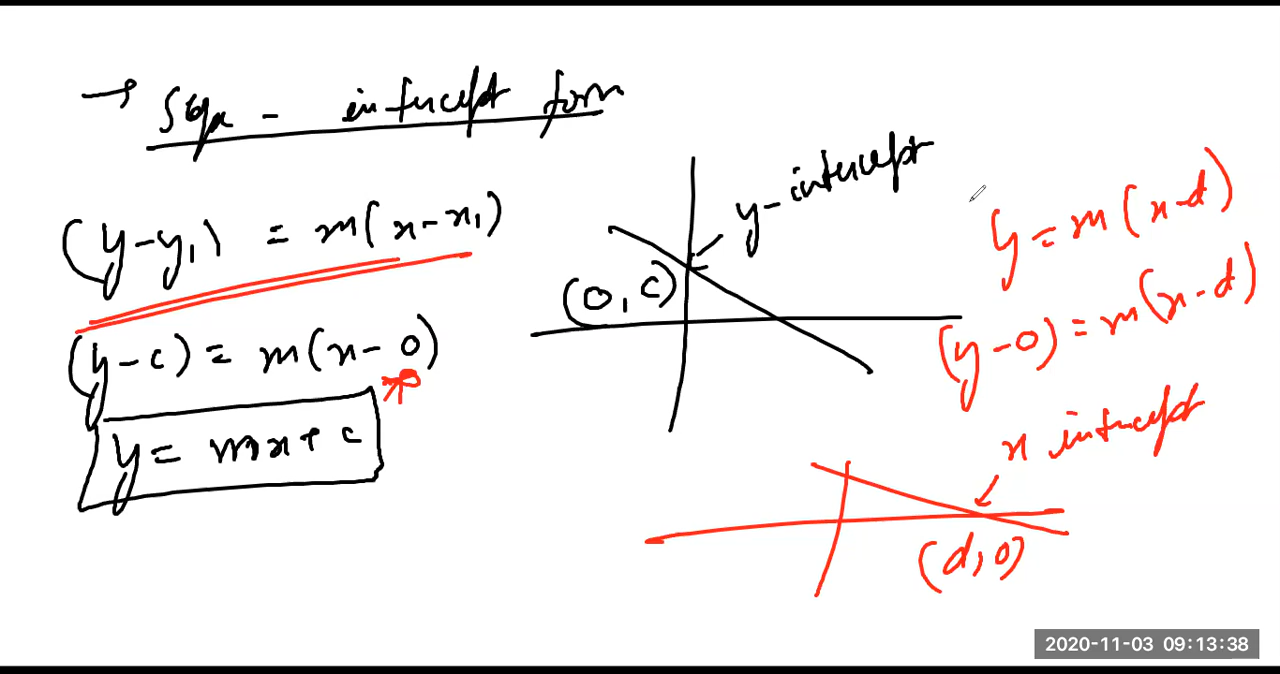 → Slope - intercept form
(y-y₁) = m(x-x₁)
(y-c) = m(x-0)
y = mx+c
y-intercept
(0, c)
y = m(x-d)
(y-0) = m(x-d)
x intercept
(d, 0)
2020-11-03 09:13:38